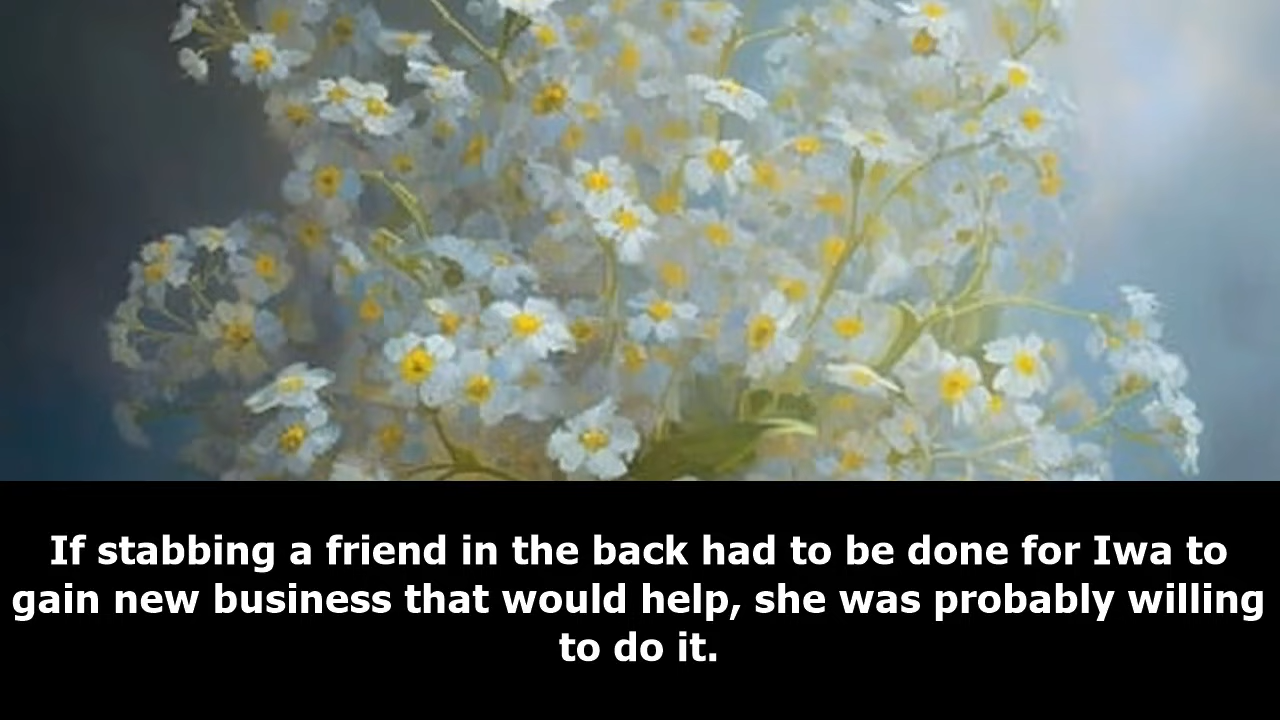 If stabbing a friend in the back had to be done for Iwa to
gain new business that would help, she was probably willing
to do it.